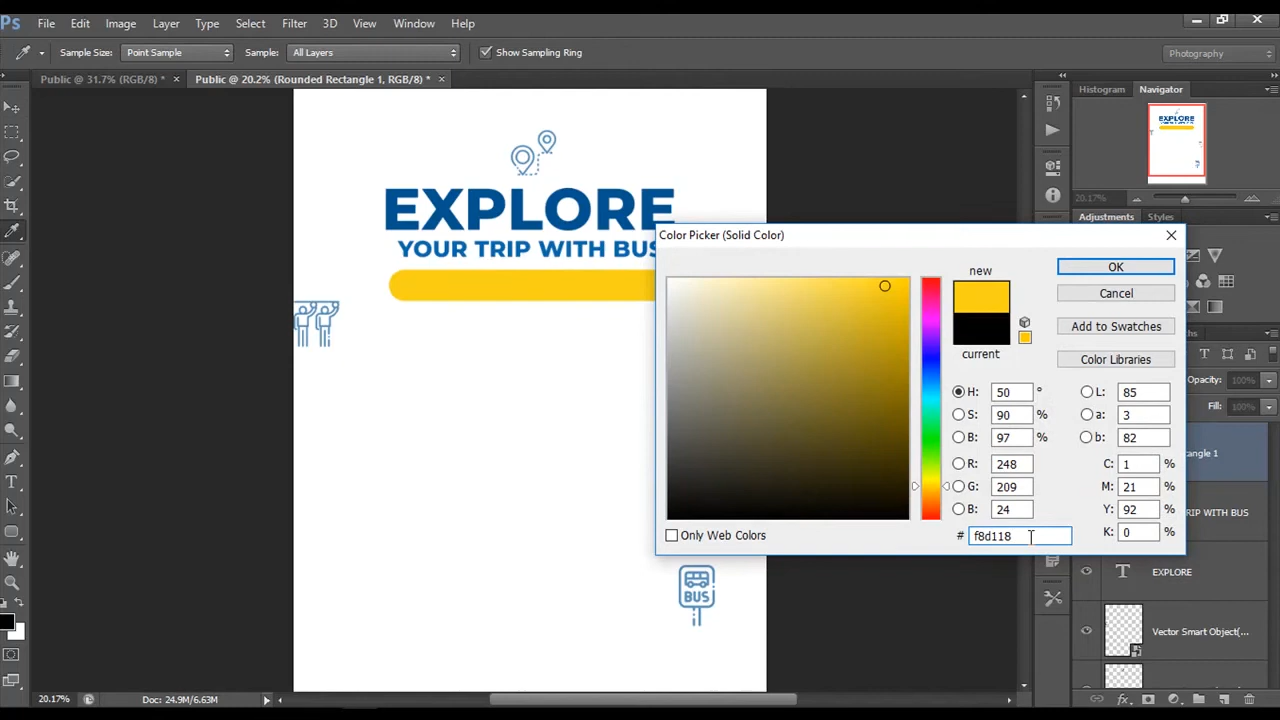 Ps File Edit Image Layer Type Select Filter 3D View Window Help
Sample Size: Point Sample Sample: All Layers Show Sampling Ring Photography
Public @ 31.7% (RGB/8) * × Public @ 20.2% (Rounded Rectangle 1, RGB/8) * ×
Histogram Navigator
20.17%
Adjustments Styles
EXPLORE
YOUR TRIP WITH BUS
BUS
Color Picker (Solid Color)
new
current
OK
Cancel
Add to Swatches
Color Libraries
H: 50 ° L: 85
S: 90 % a: 3
B: 97 % b: 82
R: 248 C: 1 %
G: 209 M: 21 %
B: 24 Y: 92 %
# f8d118 K: 0 %
Only Web Colors
Opacity: 100%
Fill: 100%
TRIP WITH BUS
EXPLORE
Vector Smart Object(...
20.17% Doc: 24.9M/6.63M